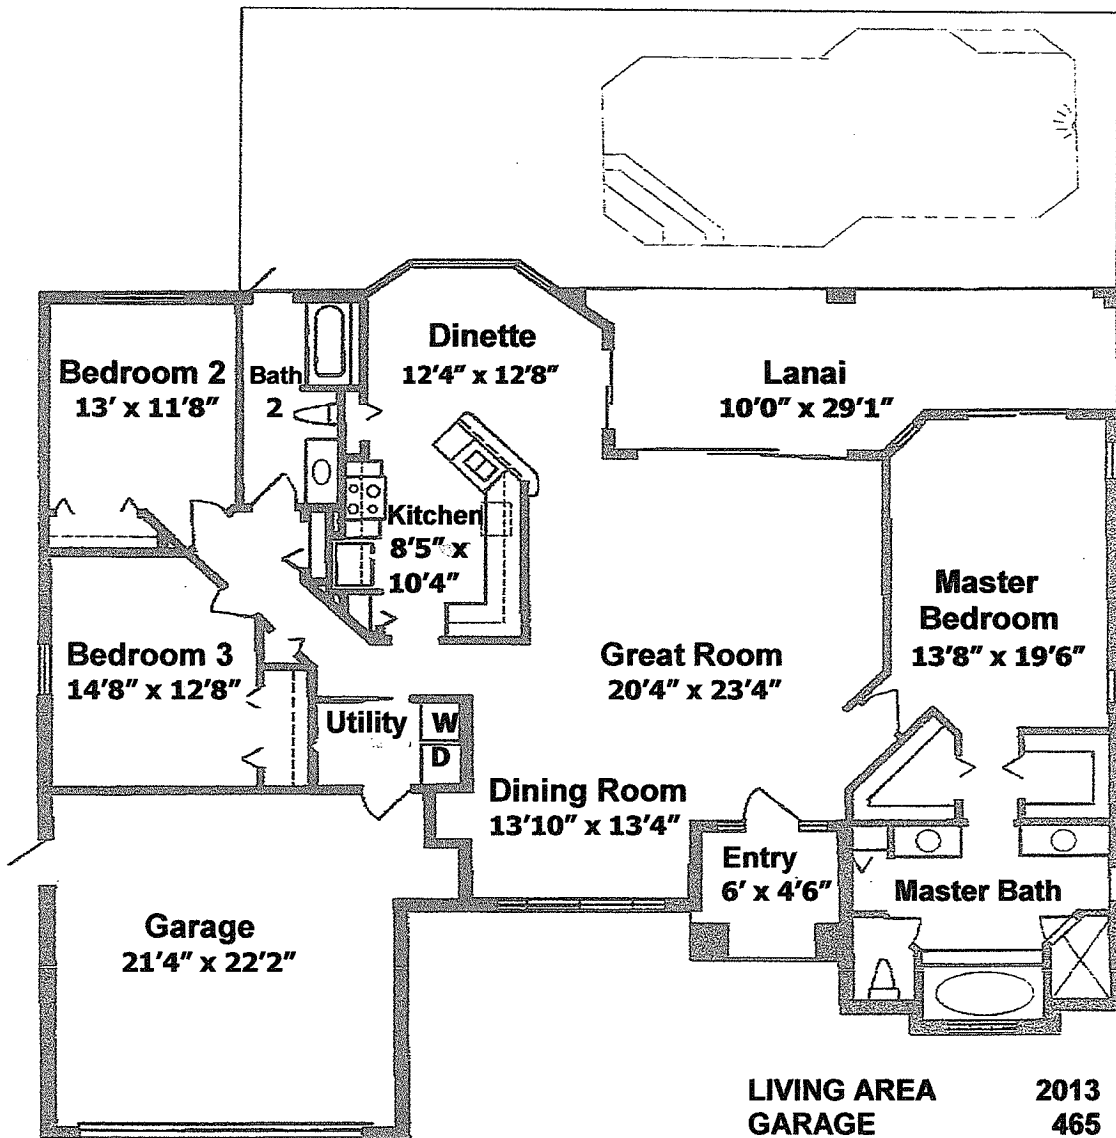 Dinette
12'4" x 12'8"
Bedroom 2
13' x 11'8"
Bath
2
Lanai
10'0" x 29'1"
Kitchen
8'5" x
10'4"
Master
Bedroom
13'8" x 19'6"
Bedroom 3
14'8" x 12'8"
Great Room
20'4" x 23'4"
Utility
W
D
Dining Room
13'10" x 13'4"
Entry
6' x 4'6"
Master Bath
Garage
21'4" x 22'2"
LIVING AREA 2013
GARAGE 465